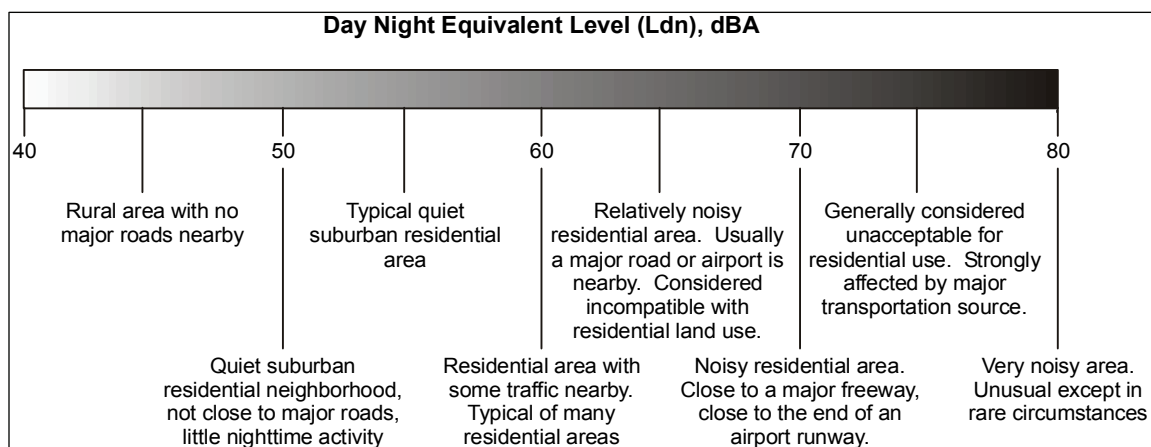 Day Night Equivalent Level (Ldn), dBA
40
50
60
70
80
Rural area with no
major roads nearby
Typical quiet
suburban residential
area
Relatively noisy
residential area. Usually
a major road or airport is
nearby. Considered
incompatible with
residential land use.
Generally considered
unacceptable for
residential use. Strongly
affected by major
transportation source.
Quiet suburban
residential neighborhood,
not close to major roads,
little nighttime activity
Residential area with
some traffic nearby.
Typical of many
residential areas
Noisy residential area.
Close to a major freeway,
close to the end of an
airport runway.
Very noisy area.
Unusual except in
rare circumstances